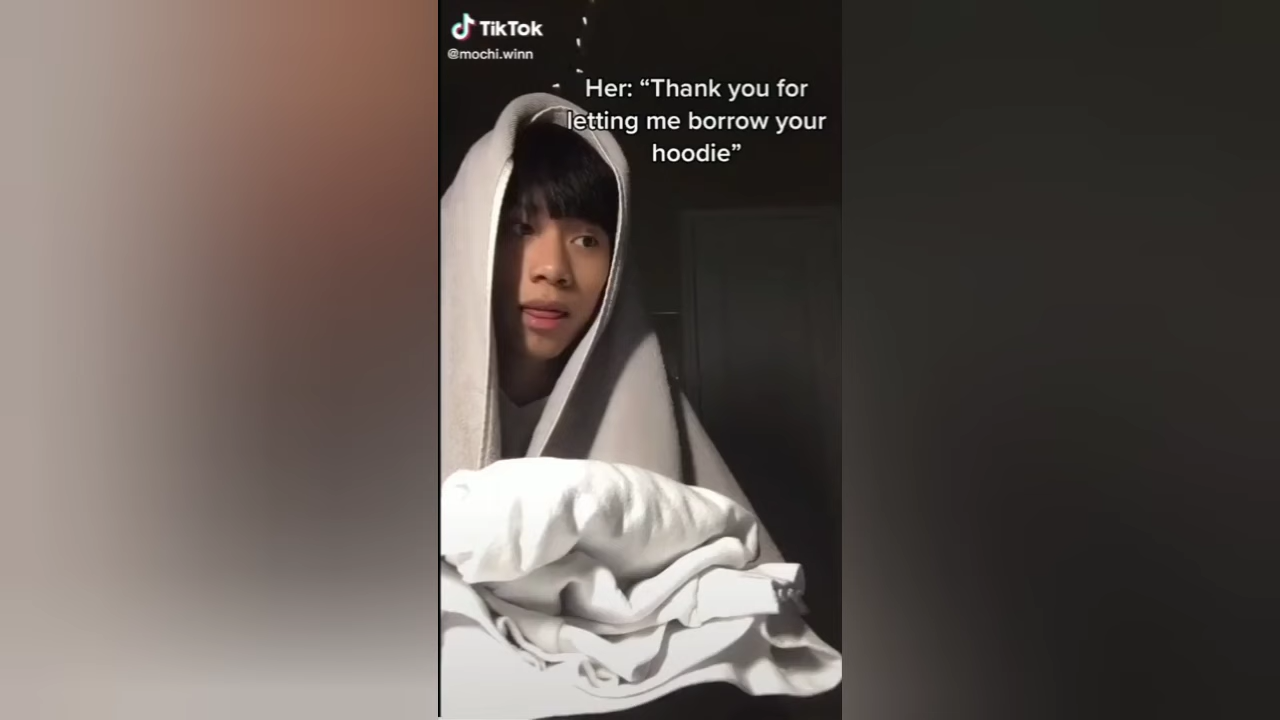 TikTok
@mochi.winn
Her: “Thank you for
letting me borrow your
hoodie”